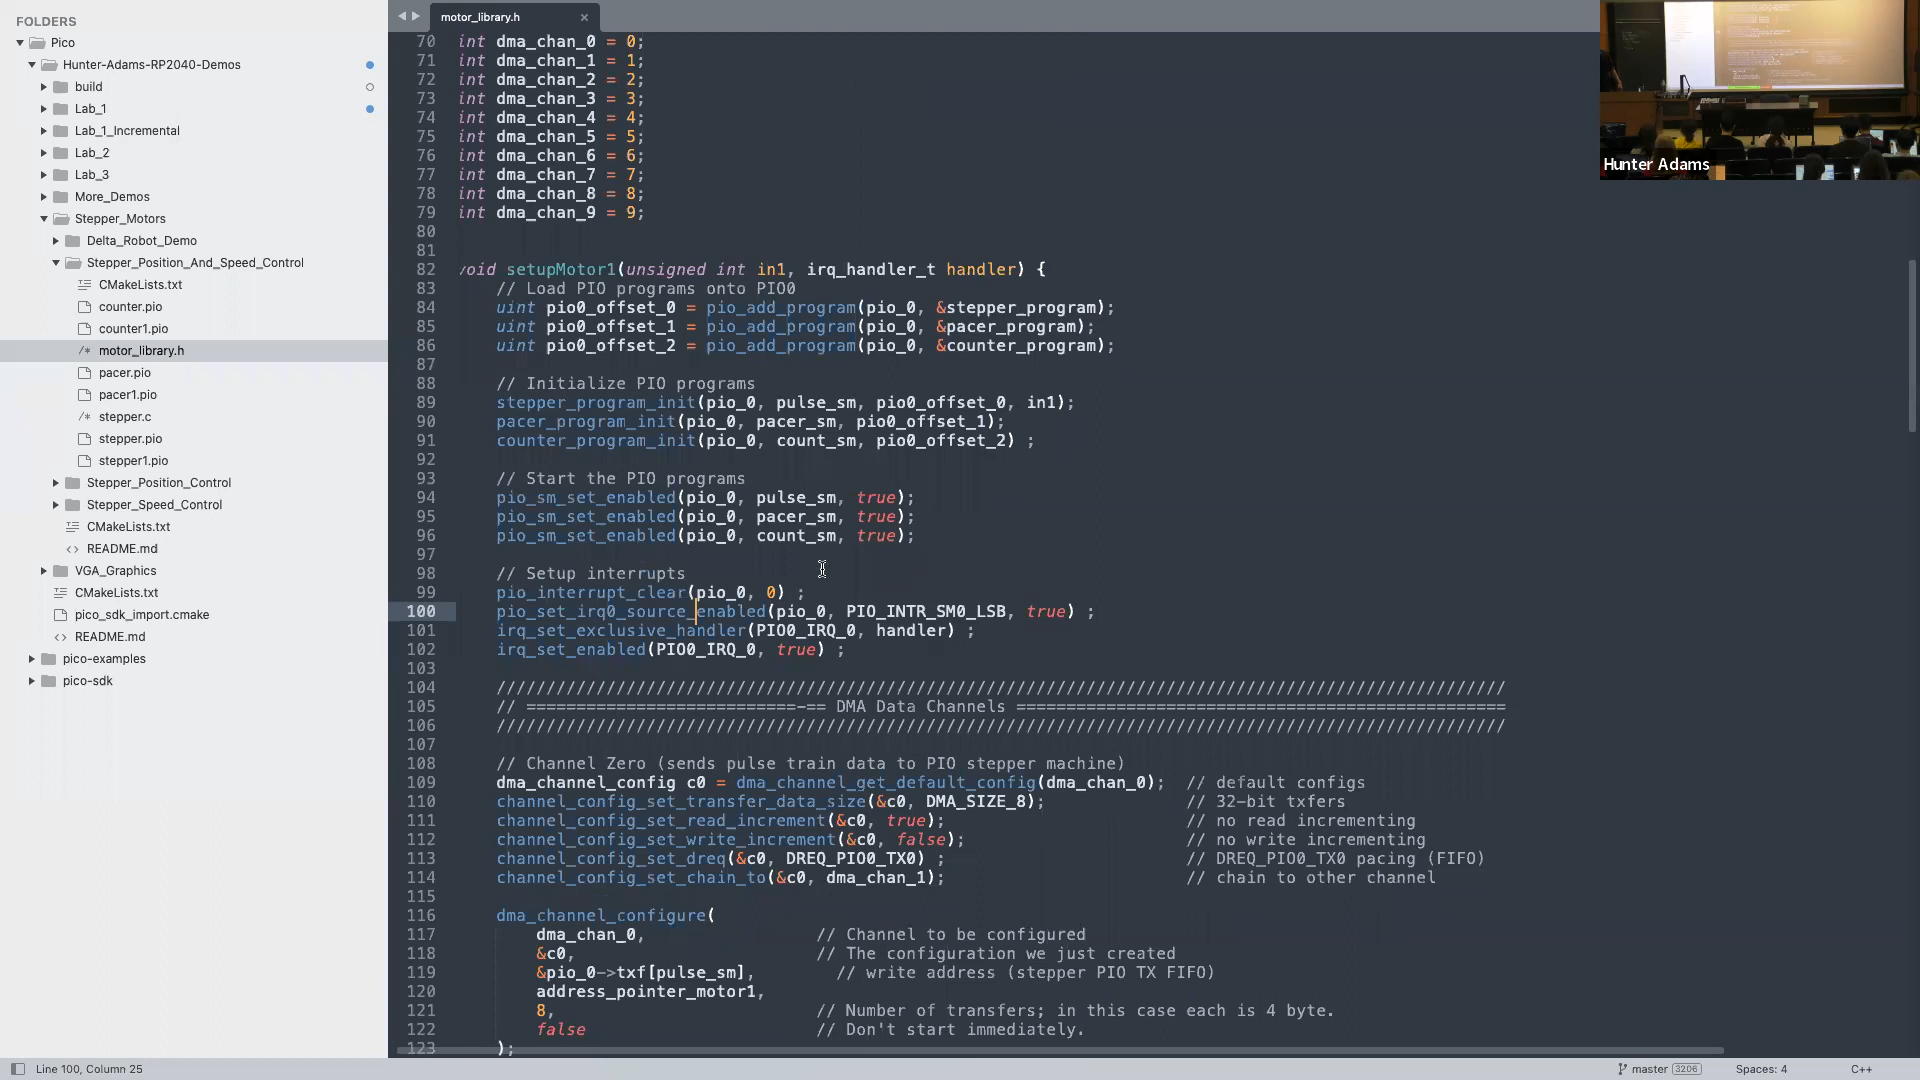 FOLDERS
Pico
Hunter-Adams-RP2040-Demos
build
Lab_1
Lab_1_Incremental
Lab_2
Lab_3
More_Demos
Stepper_Motors
Delta_Robot_Demo
Stepper_Position_And_Speed_Control
CMakeLists.txt
counter.pio
counter1.pio
/* motor_library.h
pacer.pio
pacer1.pio
/* stepper.c
stepper.pio
stepper1.pio
Stepper_Position_Control
Stepper_Speed_Control
CMakeLists.txt
<> README.md
VGA_Graphics
CMakeLists.txt
pico_sdk_import.cmake
<> README.md
pico-examples
pico-sdk
motor_library.h ×
70 int dma_chan_0 = 0;
71 int dma_chan_1 = 1;
72 int dma_chan_2 = 2;
73 int dma_chan_3 = 3;
74 int dma_chan_4 = 4;
75 int dma_chan_5 = 5;
76 int dma_chan_6 = 6;
77 int dma_chan_7 = 7;
78 int dma_chan_8 = 8;
79 int dma_chan_9 = 9;
80
81
82 void setupMotor1(unsigned int in1, irq_handler_t handler) {
83 // Load PIO programs onto PIO0
84 uint pio0_offset_0 = pio_add_program(pio_0, &stepper_program);
85 uint pio0_offset_1 = pio_add_program(pio_0, &pacer_program);
86 uint pio0_offset_2 = pio_add_program(pio_0, &counter_program);
87
88 // Initialize PIO programs
89 stepper_program_init(pio_0, pulse_sm, pio0_offset_0, in1);
90 pacer_program_init(pio_0, pacer_sm, pio0_offset_1);
91 counter_program_init(pio_0, count_sm, pio0_offset_2) ;
92
93 // Start the PIO programs
94 pio_sm_set_enabled(pio_0, pulse_sm, true);
95 pio_sm_set_enabled(pio_0, pacer_sm, true);
96 pio_sm_set_enabled(pio_0, count_sm, true);
97
98 // Setup interrupts
99 pio_interrupt_clear(pio_0, 0) ;
100 pio_set_irq0_source_enabled(pio_0, PIO_INTR_SM0_LSB, true) ;
101 irq_set_exclusive_handler(PIO0_IRQ_0, handler) ;
102 irq_set_enabled(PIO0_IRQ_0, true) ;
103
104 /////////////////////////////////////////////////////////////////////////////////////////////////////
105 // ===========================-== DMA Data Channels =================================================
106 /////////////////////////////////////////////////////////////////////////////////////////////////////
107
108 // Channel Zero (sends pulse train data to PIO stepper machine)
109 dma_channel_config c0 = dma_channel_get_default_config(dma_chan_0); // default configs
110 channel_config_set_transfer_data_size(&c0, DMA_SIZE_8); // 32-bit txfers
111 channel_config_set_read_increment(&c0, true); // no read incrementing
112 channel_config_set_write_increment(&c0, false); // no write incrementing
113 channel_config_set_dreq(&c0, DREQ_PIO0_TX0) ; // DREQ_PIO0_TX0 pacing (FIFO)
114 channel_config_set_chain_to(&c0, dma_chan_1); // chain to other channel
115
116 dma_channel_configure(
117 dma_chan_0, // Channel to be configured
118 &c0, // The configuration we just created
119 &pio_0->txf[pulse_sm], // write address (stepper PIO TX FIFO)
120 address_pointer_motor1,
121 8, // Number of transfers; in this case each is 4 byte.
122 false // Don't start immediately.
123 );
Hunter Adams
Line 100, Column 25
master 3206 Spaces: 4 C++